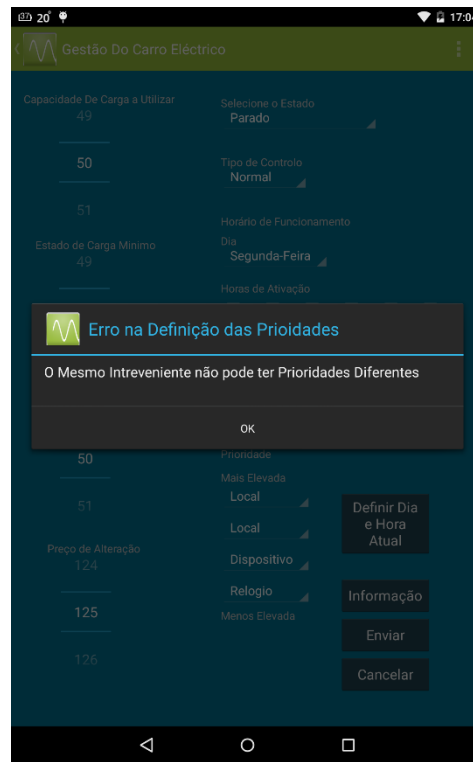 20° 17:04
Gestão Do Carro Eléctrico
Capacidade De Carga a Utilizar
49
50
51
Estado de Carga Minimo
49
Selecione o Estado
Parado
Tipo de Controlo
Normal
Horário de Funcionamento
Dia
Segunda-Feira
Horas de Ativação
Erro na Definição das Prioidades
O Mesmo Intreveniente não pode ter Prioridades Diferentes
OK
50
51
Preço de Alteração
124
125
126
Prioridade
Mais Elevada
Local
Local
Dispositivo
Relogio
Menos Elevada
Definir Dia
e Hora
Atual
Informação
Enviar
Cancelar